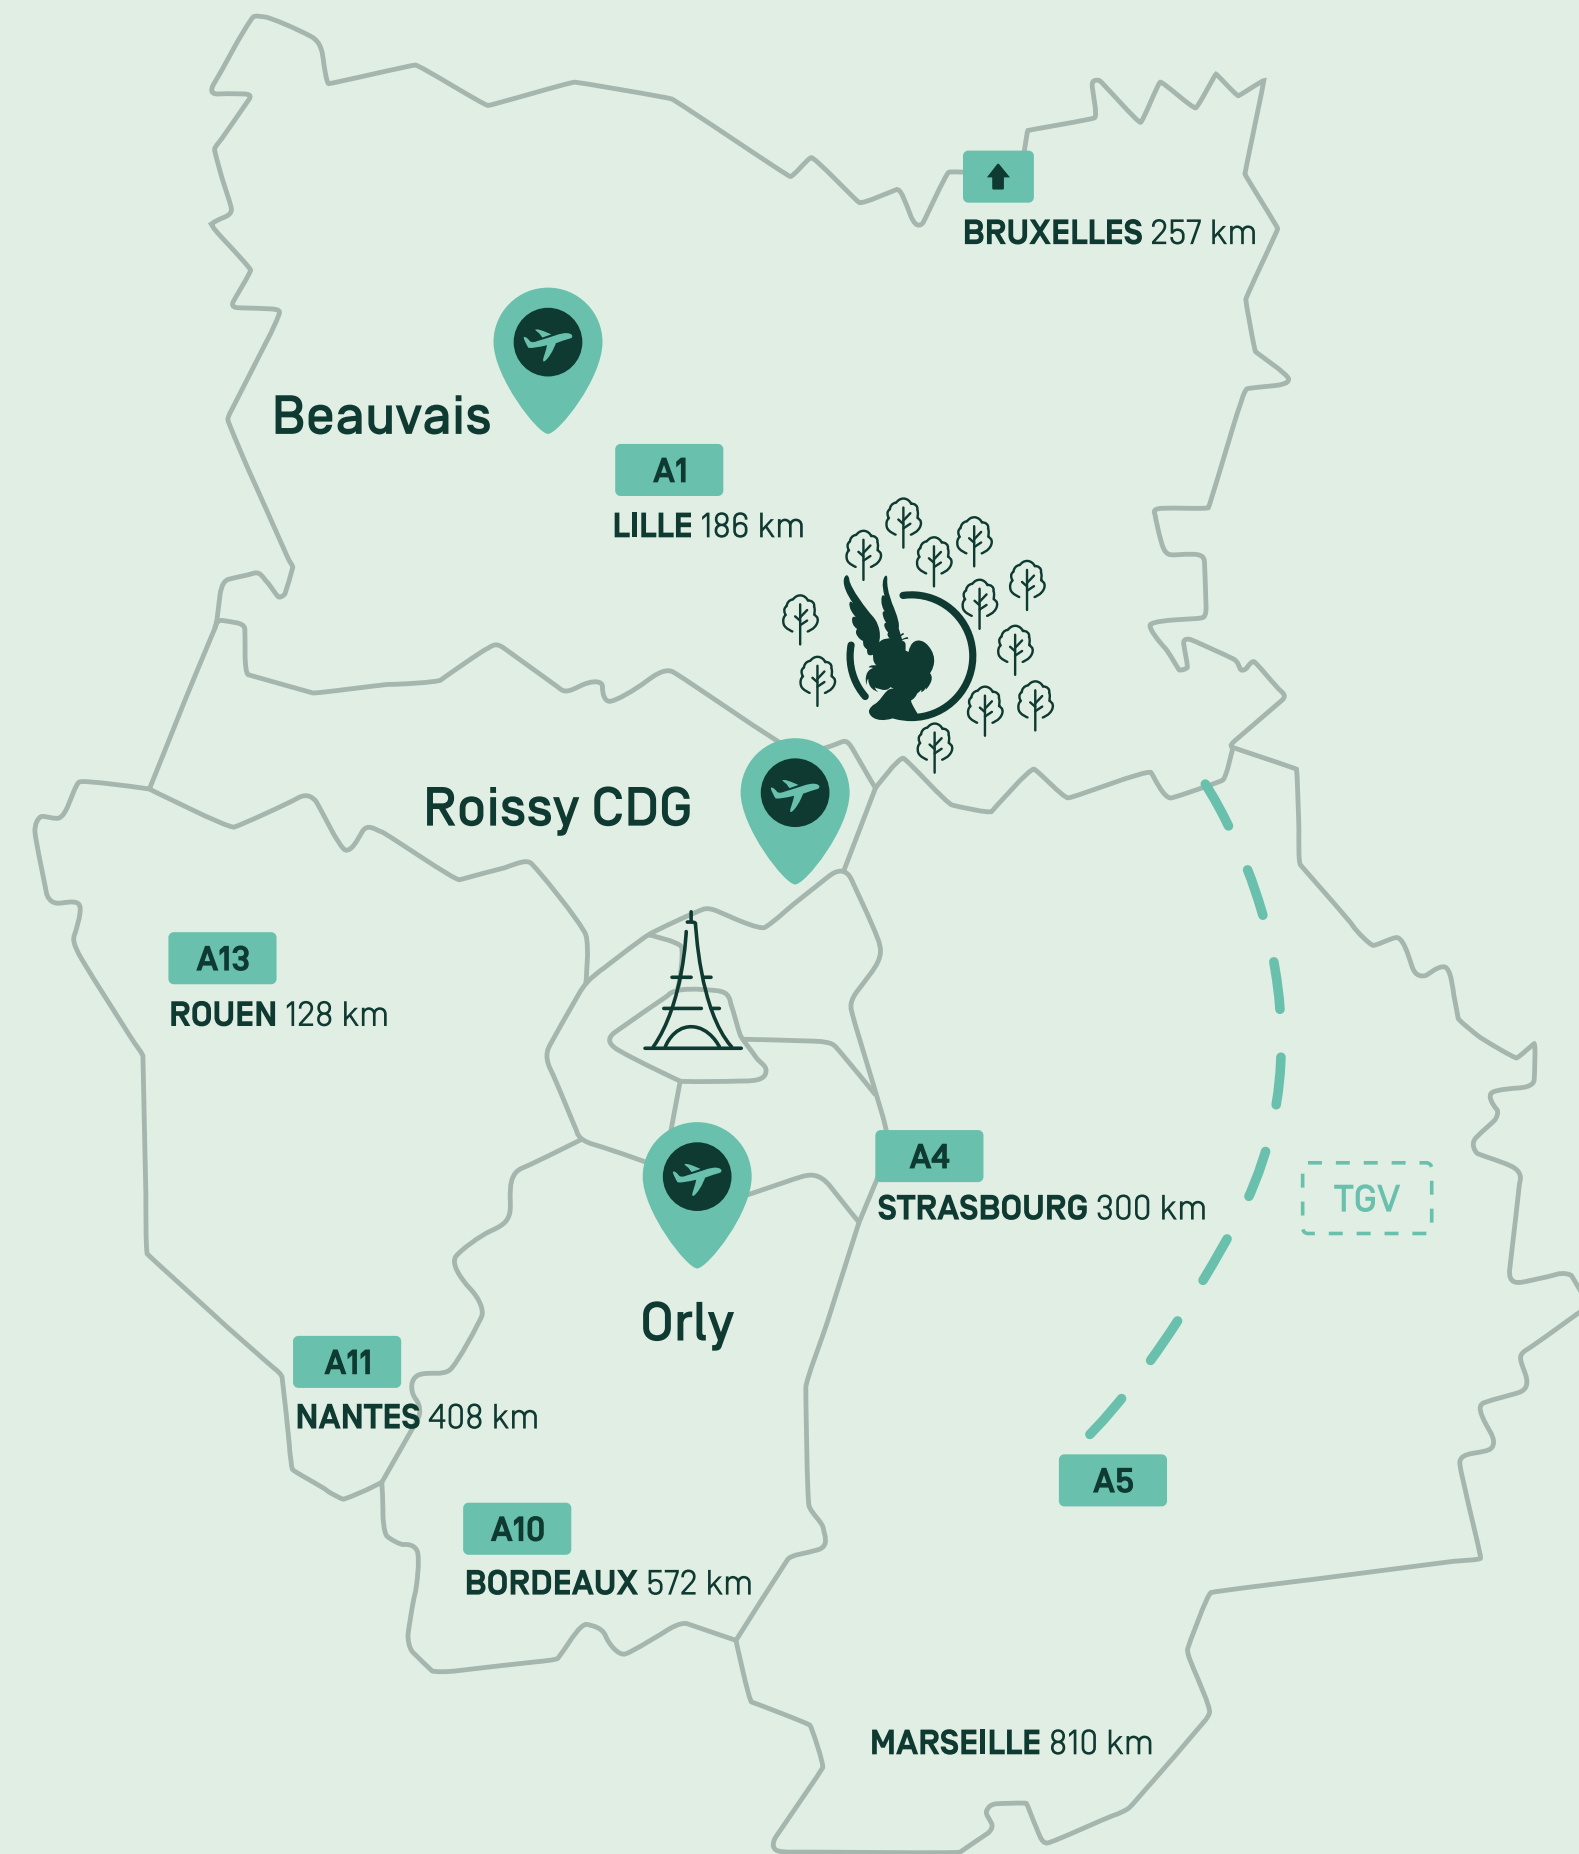 BRUXELLES 257 km
Beauvais
A1
LILLE 186 km
Roissy CDG
A13
ROUEN 128 km
A4
STRASBOURG 300 km
TGV
Orly
A11
NANTES 408 km
A5
A10
BORDEAUX 572 km
MARSEILLE 810 km